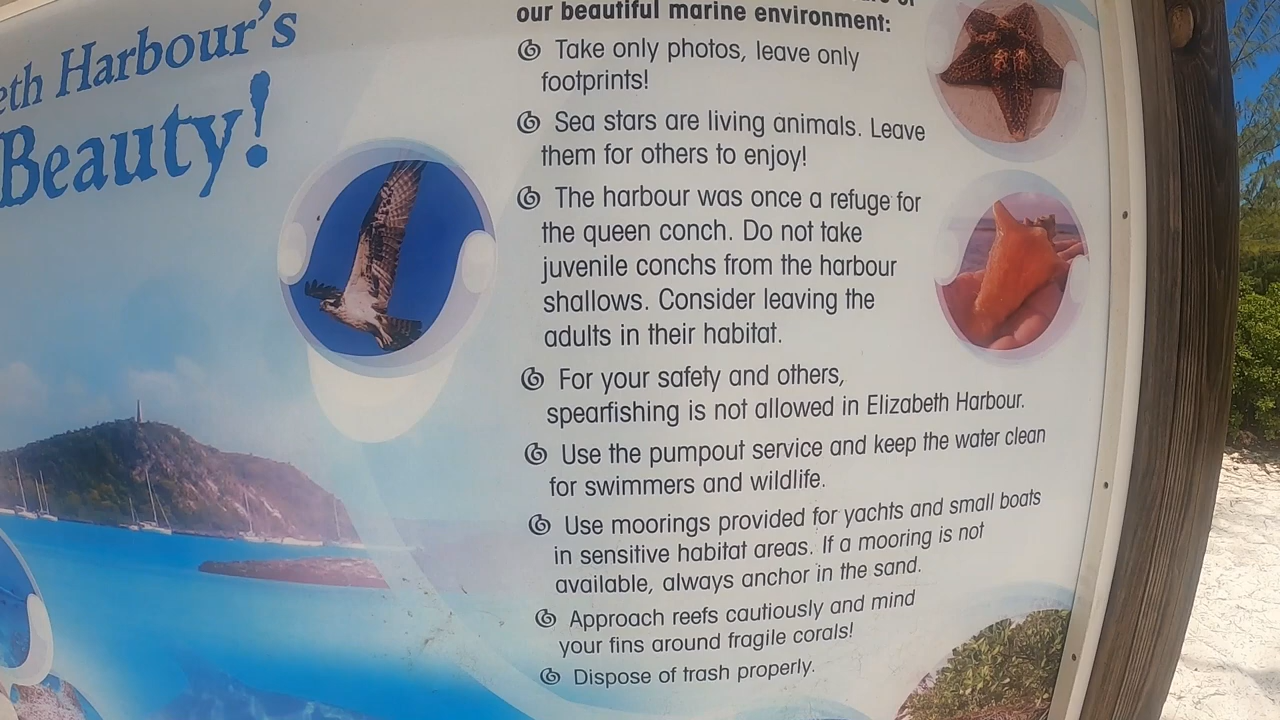 Harbour's
Beauty!
our beautiful marine environment:
Take only photos, leave only
footprints!
Sea stars are living animals. Leave
them for others to enjoy!
The harbour was once a refuge for
the queen conch. Do not take
juvenile conchs from the harbour
shallows. Consider leaving the
adults in their habitat.
For your safety and others,
spearfishing is not allowed in Elizabeth Harbour.
Use the pumpout service and keep the water clean
for swimmers and wildlife.
Use moorings provided for yachts and small boats
in sensitive habitat areas. If a mooring is not
available, always anchor in the sand.
Approach reefs cautiously and mind
your fins around fragile corals!
Dispose of trash properly.